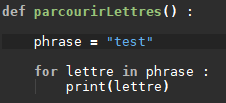 def parcourirLettres() :
    phrase = "test"
    for lettre in phrase :
        print(lettre)